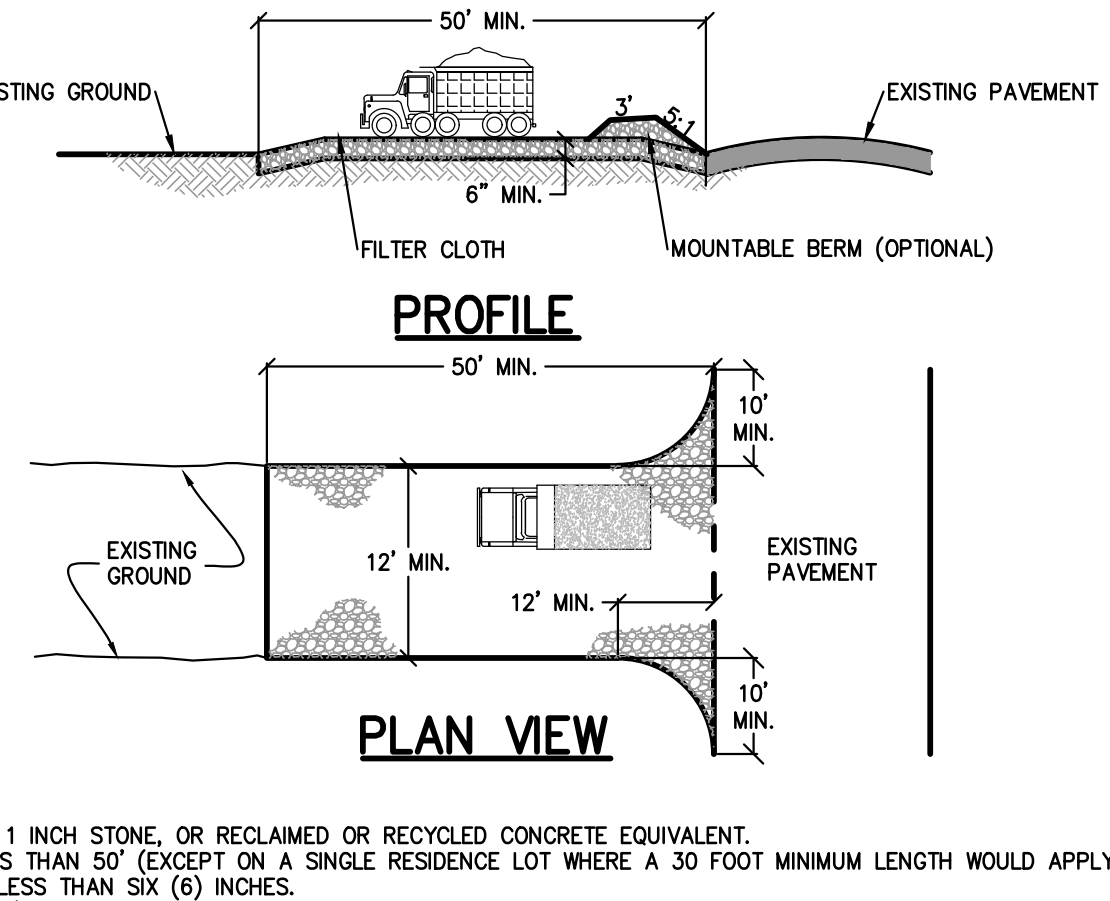 50' MIN.
STING GROUND
EXISTING PAVEMENT
3'
5:1
6" MIN.
FILTER CLOTH
MOUNTABLE BERM (OPTIONAL)
PROFILE
50' MIN.
10'
MIN.
EXISTING
GROUND
12' MIN.
EXISTING
PAVEMENT
12' MIN.
10'
MIN.
PLAN VIEW
1 INCH STONE, OR RECLAIMED OR RECYCLED CONCRETE EQUIVALENT.
S THAN 50' (EXCEPT ON A SINGLE RESIDENCE LOT WHERE A 30 FOOT MINIMUM LENGTH WOULD APPLY
LESS THAN SIX (6) INCHES.